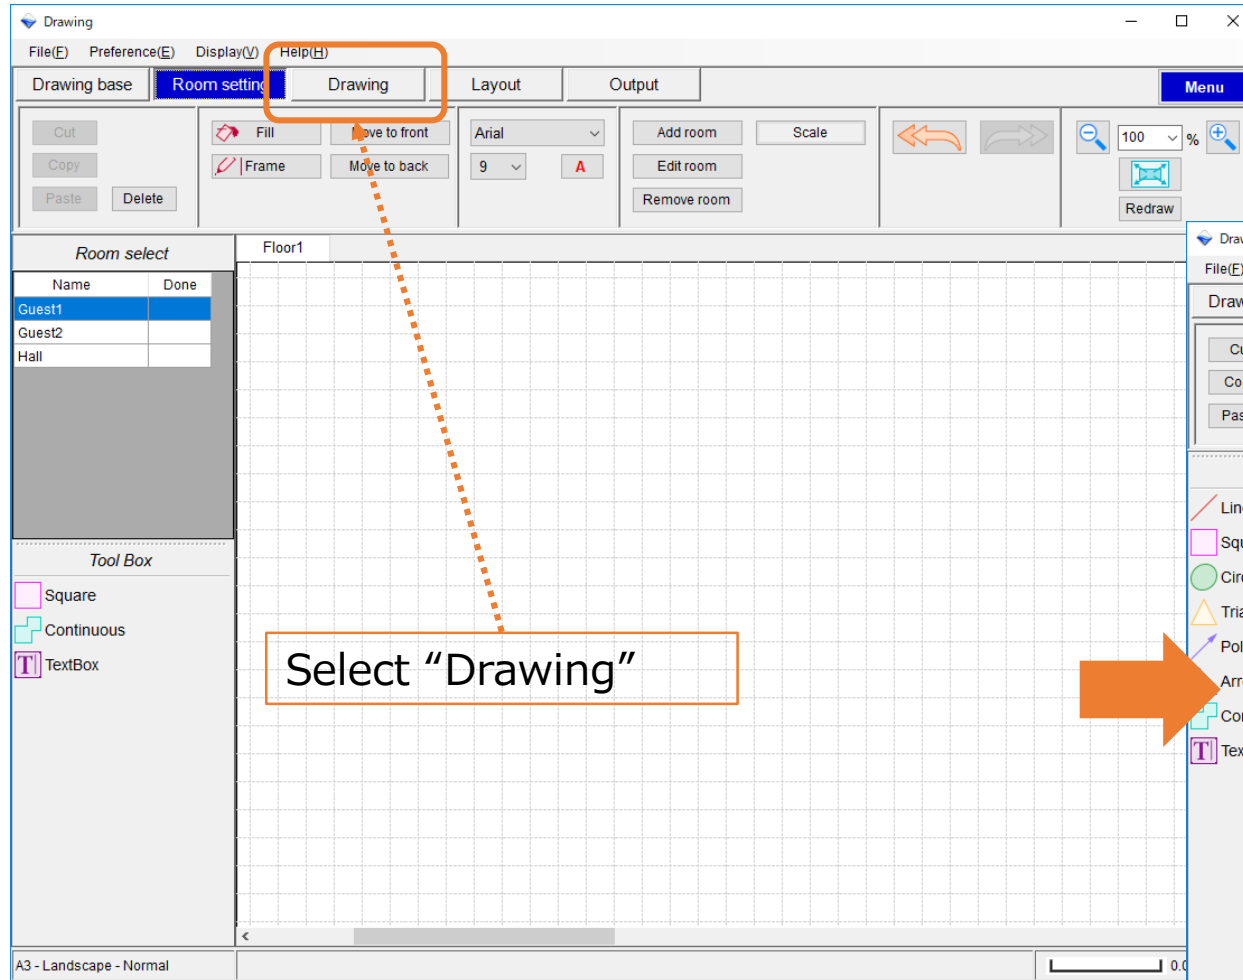 Drawing
File(F) Preference(E) Display(V) Help(H)
Drawing base Room setting Drawing Layout Output Menu
Cut Fill Move to front Arial Add room Scale 100 %
Copy Frame Move to back 9 A Edit room
Paste Delete Remove room Redraw
Room select Floor1
Name Done
Guest1
Guest2
Hall
Tool Box
Square
Continuous
T TextBox
Select “Drawing”
A3 - Landscape - Normal
File(F)